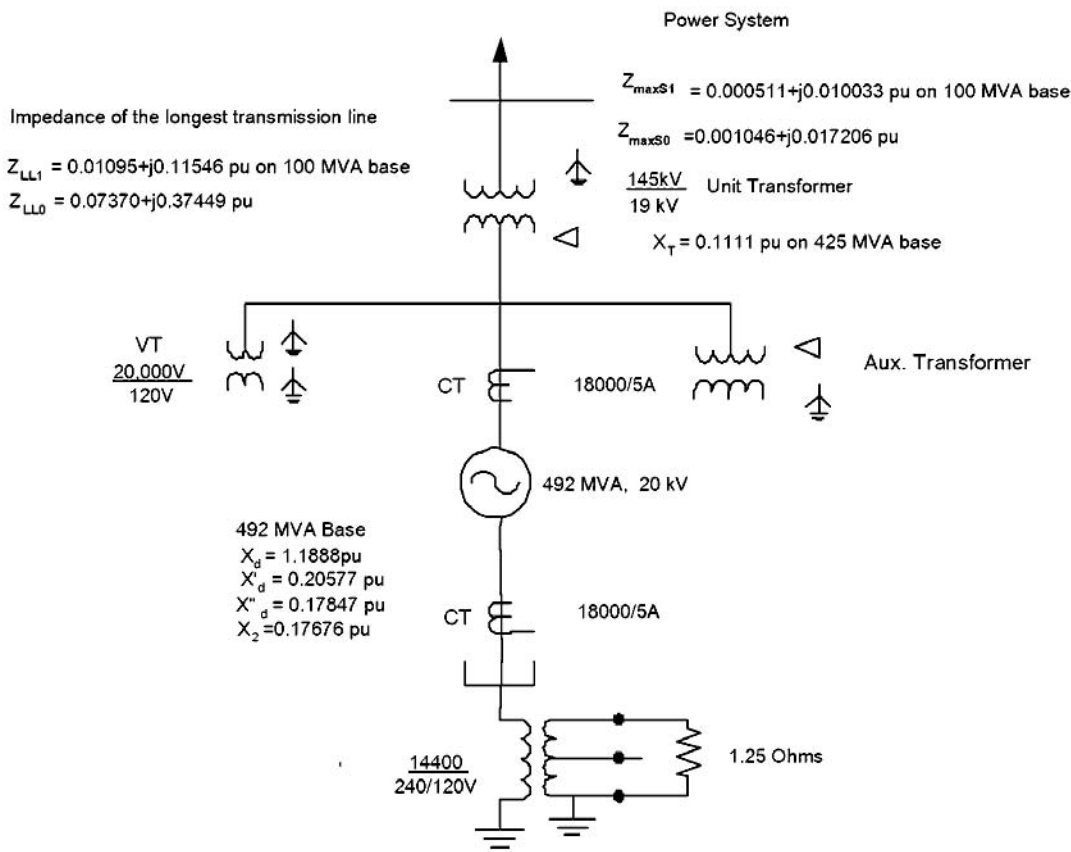 Power System
Z_maxS1 = 0.000511+j0.010033 pu on 100 MVA base
Impedance of the longest transmission line
Z_maxS0 =0.001046+j0.017206 pu
Z_LL1 = 0.01095+j0.11546 pu on 100 MVA base
145kV
19 kV
Unit Transformer
Z_LL0 = 0.07370+j0.37449 pu
X_T = 0.1111 pu on 425 MVA base
VT
20,000V
120V
CT
18000/5A
Aux. Transformer
492 MVA, 20 kV
492 MVA Base
X_d = 1.1888pu
X'_d = 0.20577 pu
X"_d = 0.17847 pu
X_2 =0.17676 pu
CT
18000/5A
14400
240/120V
1.25 Ohms